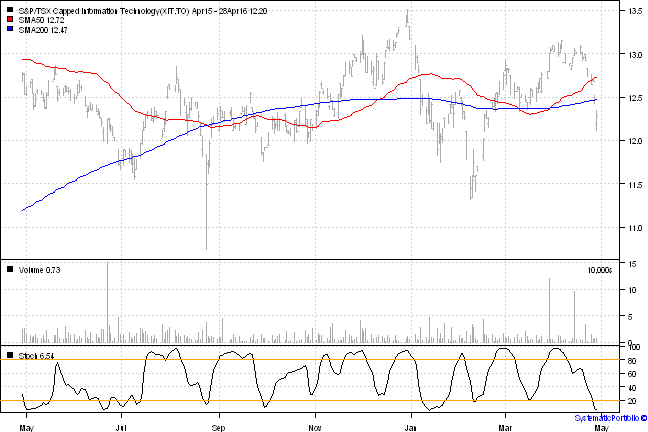 S&P/TSX Capped Information Technology(XIT.TO) Apr15 - 28Apr16 12.20
SMA50 12.72
SMA200 12.47
13.5
13.0
12.5
12.0
11.5
11.0
Volume 0.73
10,000s
15
10
5
0
Stoch 6.54
100
80
60
40
20
May
Jul
Sep
Nov
Jan
Mar
May
SystematicPortfolio ©